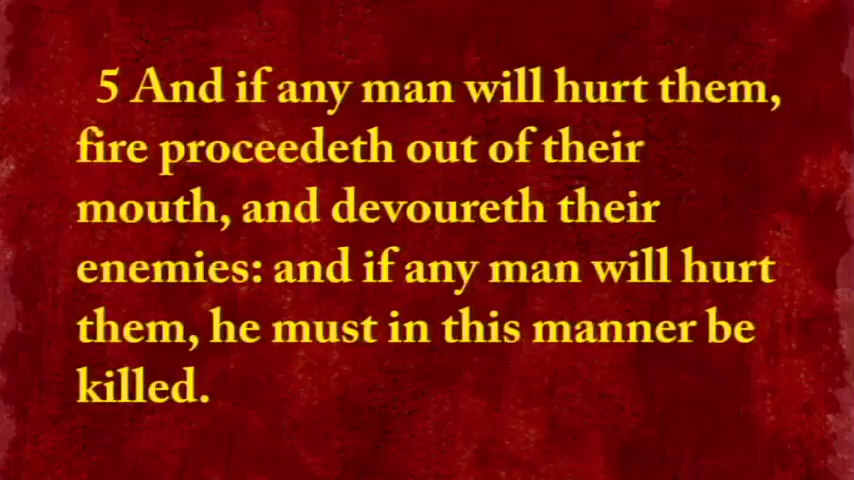 5 And if any man will hurt them,
fire proceedeth out of their
mouth, and devoureth their
enemies: and if any man will hurt
them, he must in this manner be
killed.